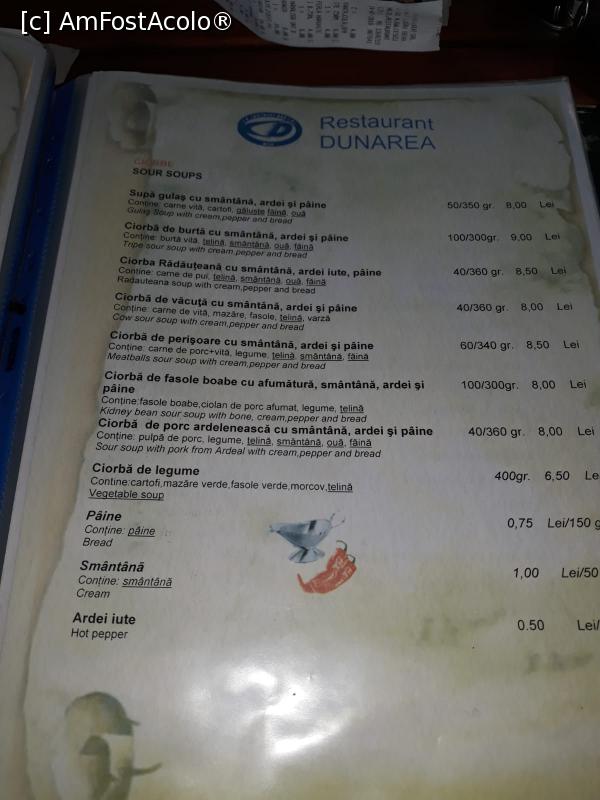 [c] AmFostAcolo®
Restaurant
DUNAREA
CIORBE
SOUR SOUPS
Supă gulaş cu smântână, ardei şi pâine 50/350 gr. 8,00 Lei
Conţine: carne vită, cartofi, găluşte făină, ouă
Gulaş Soup with cream,pepper and bread
Ciorbă de burtă cu smântână, ardei şi pâine 100/300gr. 9,00 Lei
Conţine: burtă vită, telină, smântână, ouă, făină
Tripe sour soup with cream,pepper and bread
Ciorba Rădăuţeană cu smântână, ardei iute, pâine 40/360 gr. 8,50 Lei
Contine: carne de pui, telină, smântână, ouă, făină
Radauteana soup with cream,pepper and bread
Ciorbă de văcuţă cu smântână, ardei şi pâine 40/360 gr. 8,00 Lei
Conţine: carne de vită, mazăre, fasole, telină, varză
Cow sour soup with cream,pepper and bread
Ciorbă de perişoare cu smântână, ardei şi pâine 60/340 gr. 8,50 Lei
Conţine: carne de porc+vită, legume, telină, smântână, făină
Meatballs sour soup with cream,pepper and bread
Ciorbă de fasole boabe cu afumătură, smântână, ardei şi
pâine 100/300gr. 8,00 Lei
Conţine:fasole boabe,ciolan de porc afumat, legume, telină
Kidney bean sour soup with bone, cream,pepper and bread
Ciorbă de porc ardelenească cu smântână, ardei şi pâine 40/360 gr. 8,00 Lei
Conţine: pulpă de porc, legume, telină, smântână, ouă, făină
Sour soup with pork from Ardeal with cream,pepper and bread
Ciorbă de legume 400gr. 6,50 Le
Contine:cartofi,mazăre verde,fasole verde,morcov,telină
Vegetable soup
Pâine 0,75 Lei/150 g
Conţine: pâine
Bread
Smântână 1,00 Lei/50
Conţine: smântână
Cream
Ardei iute 0.50 Lei/
Hot pepper